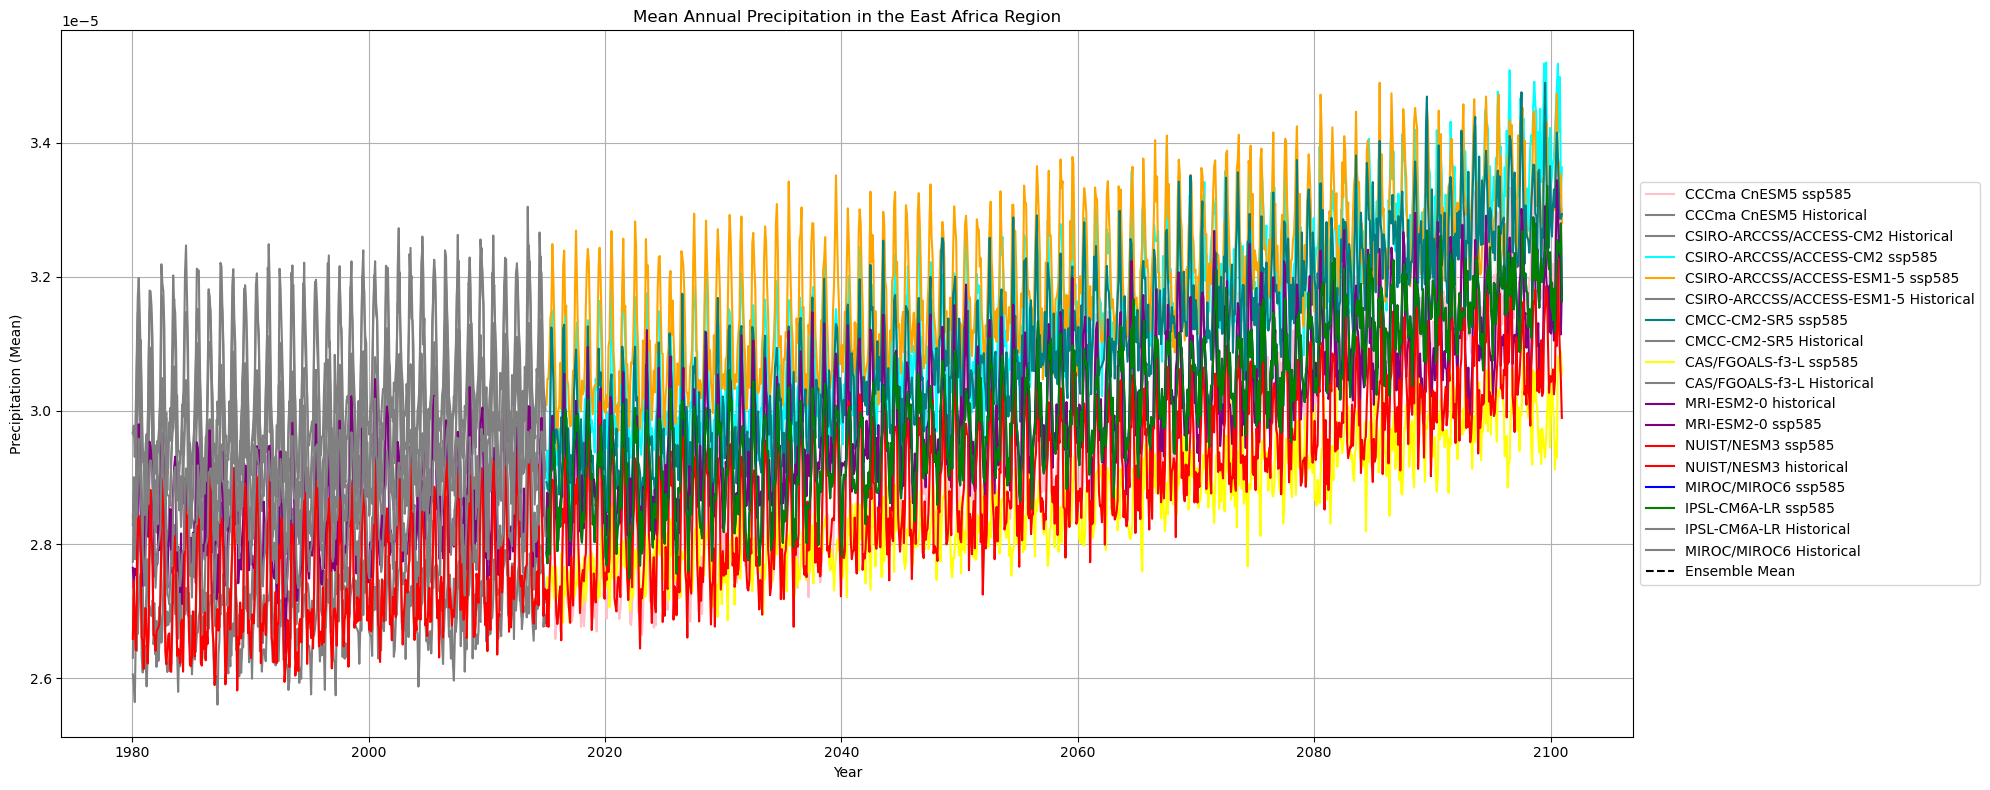 Mean Annual Precipitation in the East Africa Region
1e−5
3.4
3.2
3.0
2.8
2.6
Precipitation (Mean)
1980
2000
2020
2040
2060
2080
2100
Year
CCCma CnESM5 ssp585
CCCma CnESM5 Historical
CSIRO-ARCCSS/ACCESS-CM2 Historical
CSIRO-ARCCSS/ACCESS-CM2 ssp585
CSIRO-ARCCSS/ACCESS-ESM1-5 ssp585
CSIRO-ARCCSS/ACCESS-ESM1-5 Historical
CMCC-CM2-SR5 ssp585
CMCC-CM2-SR5 Historical
CAS/FGOALS-f3-L ssp585
CAS/FGOALS-f3-L Historical
MRI-ESM2-0 historical
MRI-ESM2-0 ssp585
NUIST/NESM3 ssp585
NUIST/NESM3 historical
MIROC/MIROC6 ssp585
IPSL-CM6A-LR ssp585
IPSL-CM6A-LR Historical
MIROC/MIROC6 Historical
Ensemble Mean